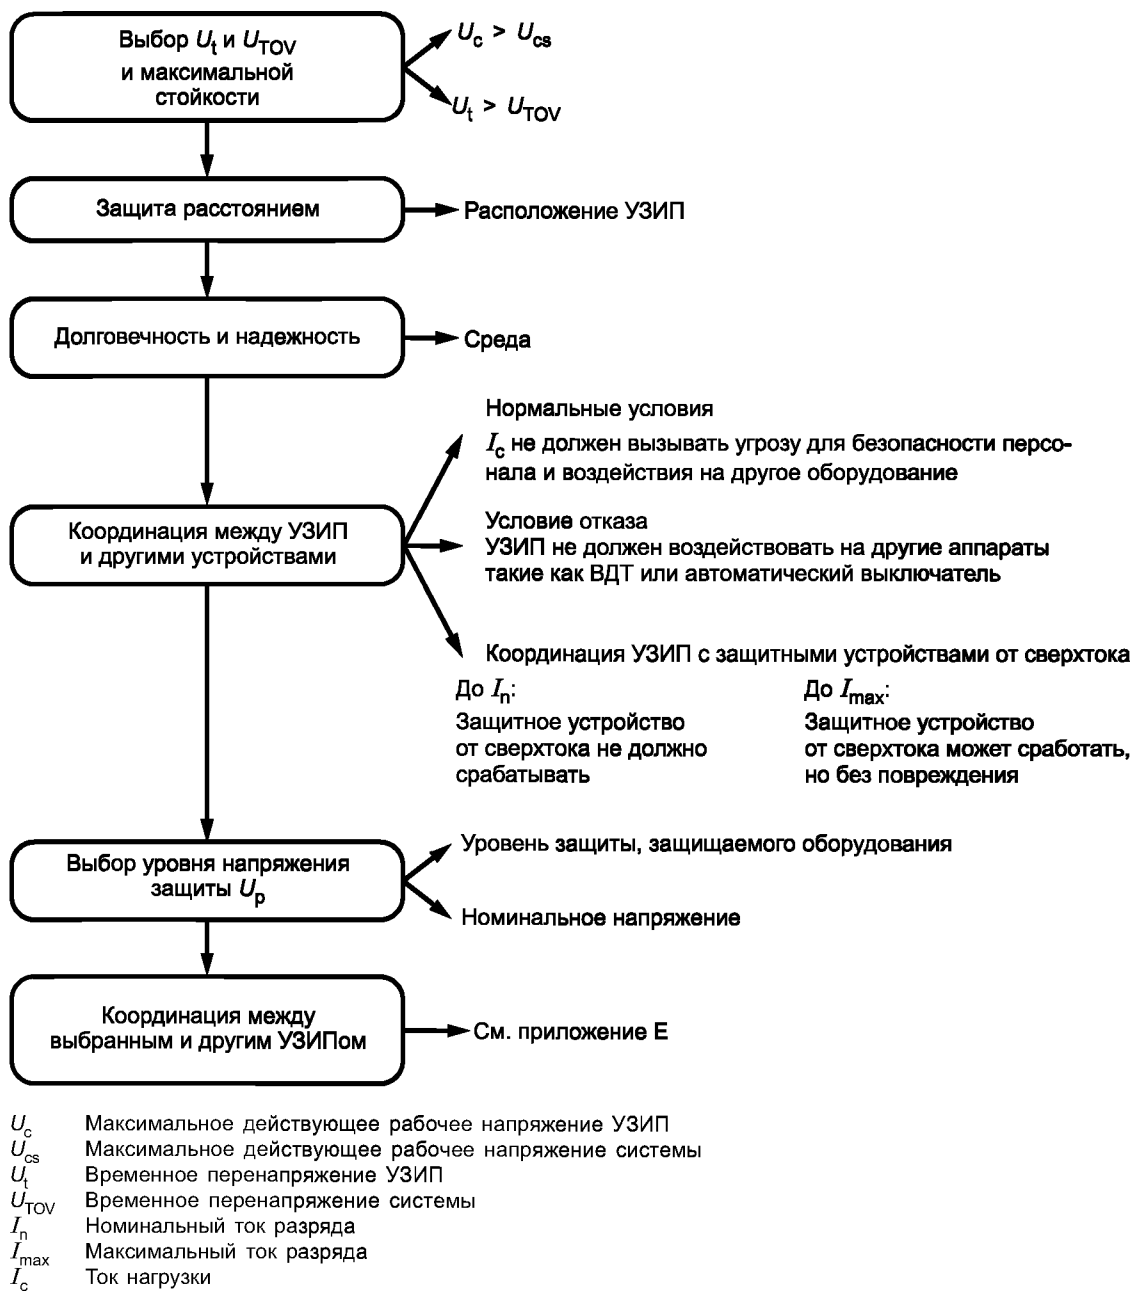 Выбор Ut и UTOV
и максимальной
стойкости
Uc > Ucs
Ut > UTOV
Защита расстоянием
Расположение УЗИП
Долговечность и надежность
Среда
Нормальные условия
Ic не должен вызывать угрозу для безопасности персо-
нала и воздействия на другое оборудование
Координация между УЗИП
и другими устройствами
Условие отказа
УЗИП не должен воздействовать на другие аппараты
такие как ВДТ или автоматический выключатель
Координация УЗИП с защитными устройствами от сверхтока
До In:
Защитное устройство
от сверхтока не должно
срабатывать
До Imax:
Защитное устройство
от сверхтока может сработать,
но без повреждения
Выбор уровня напряжения
защиты Up
Уровень защиты, защищаемого оборудования
Номинальное напряжение
Координация между
выбранным и другим УЗИПом
См. приложение Е
Uc Максимальное действующее рабочее напряжение УЗИП
Ucs Максимальное действующее рабочее напряжение системы
Ut Временное перенапряжение УЗИП
UTOV Временное перенапряжение системы
In Номинальный ток разряда
Imax Максимальный ток разряда
Ic Ток нагрузки